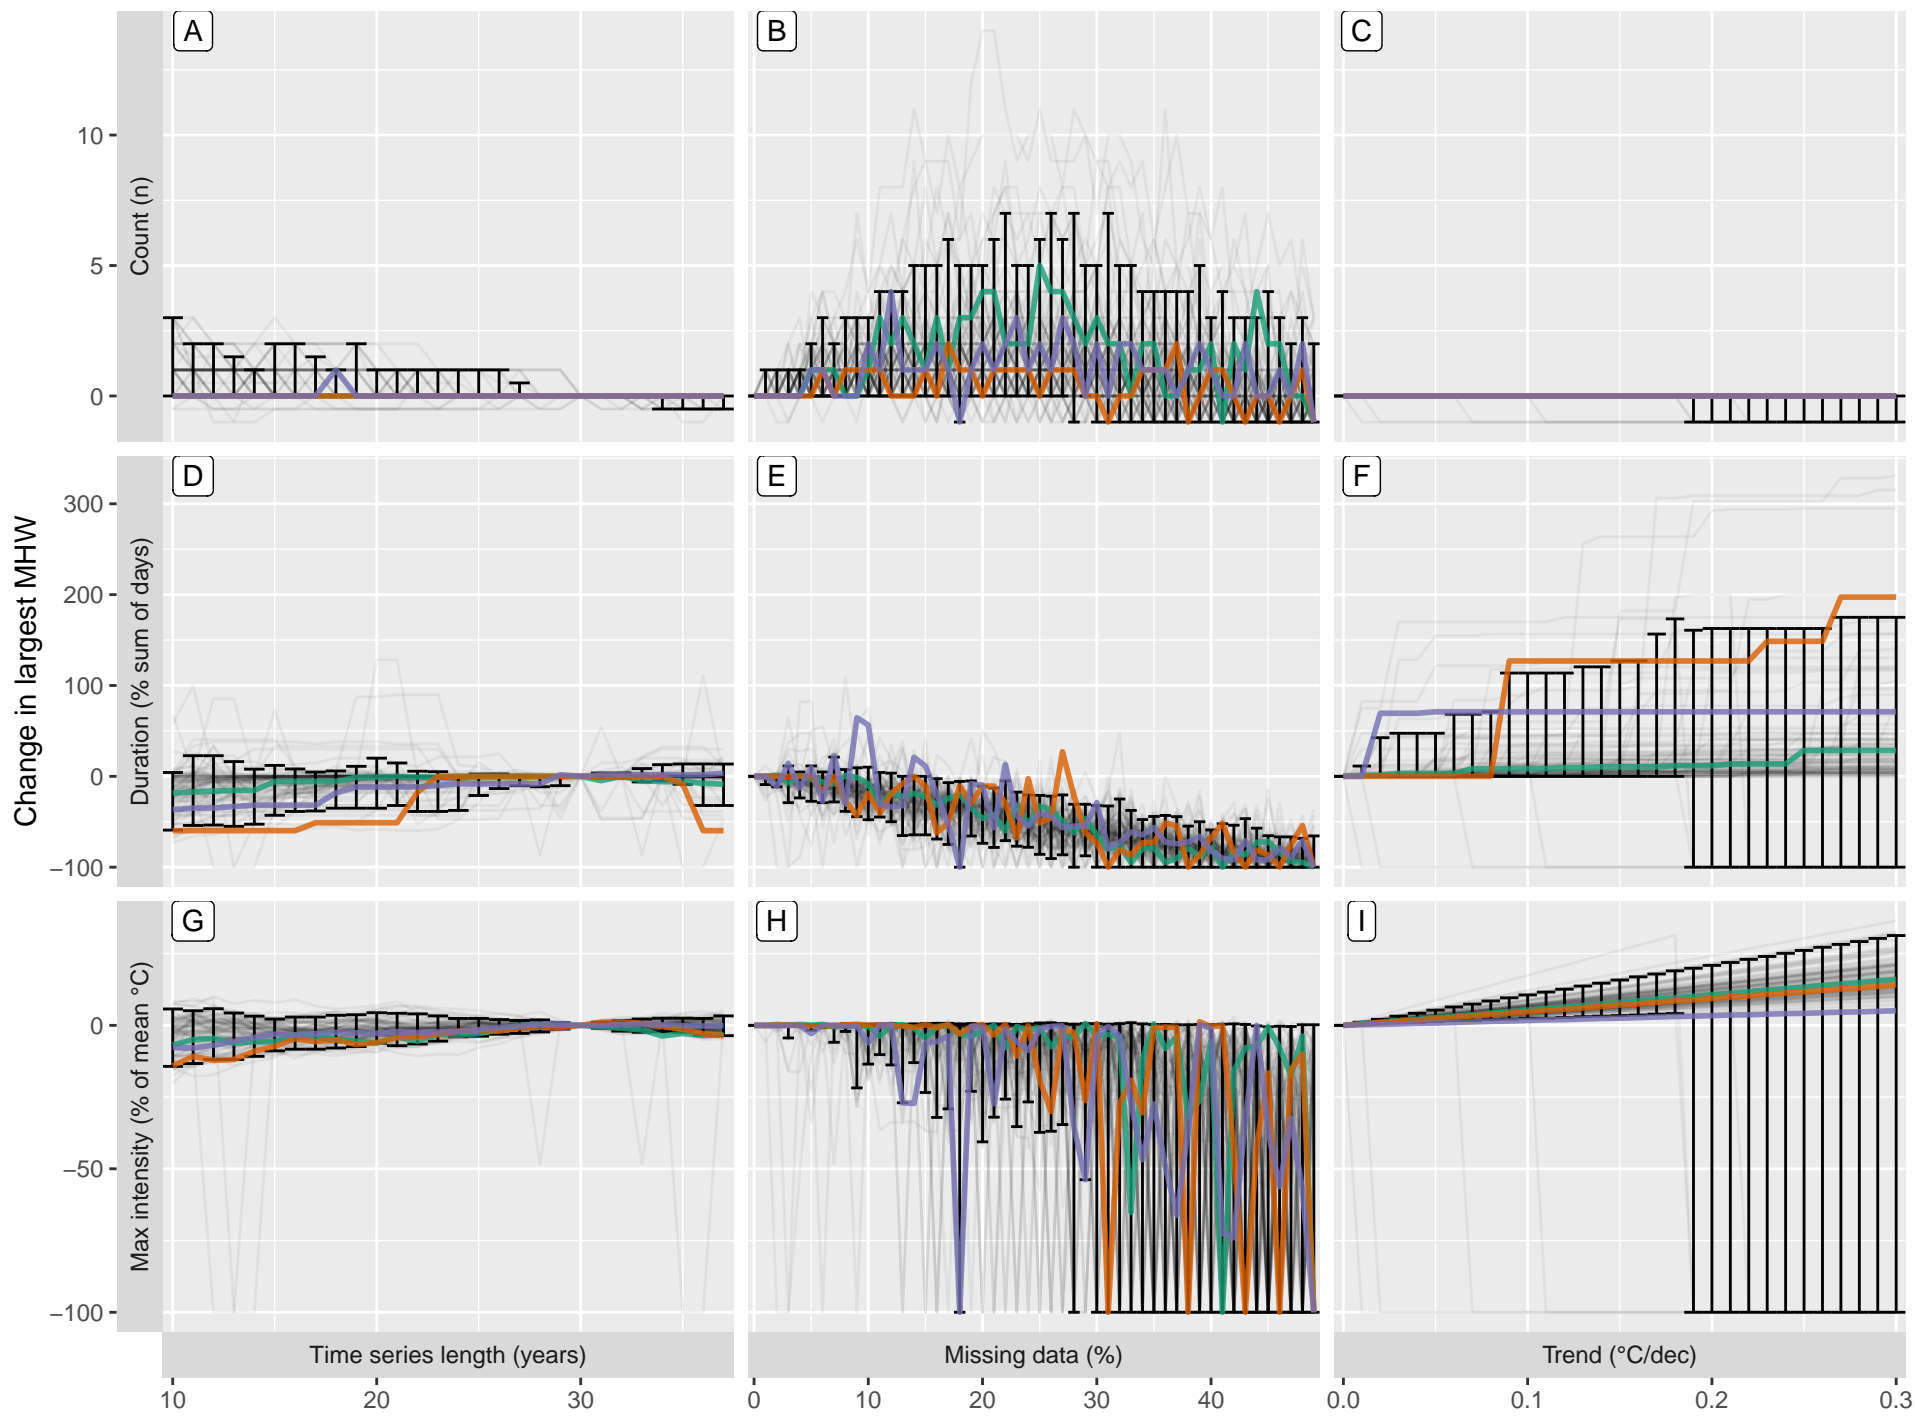 A
B
C
10
5
0
Count (n)
D
E
F
300
200
100
0
−100
Duration (% sum of days)
Change in largest MHW
G
H
I
0
−50
−100
Max intensity (% of mean °C)
Time series length (years)
Missing data (%)
Trend (°C/dec)
10
20
30
0
10
20
30
40
0.0
0.1
0.2
0.3